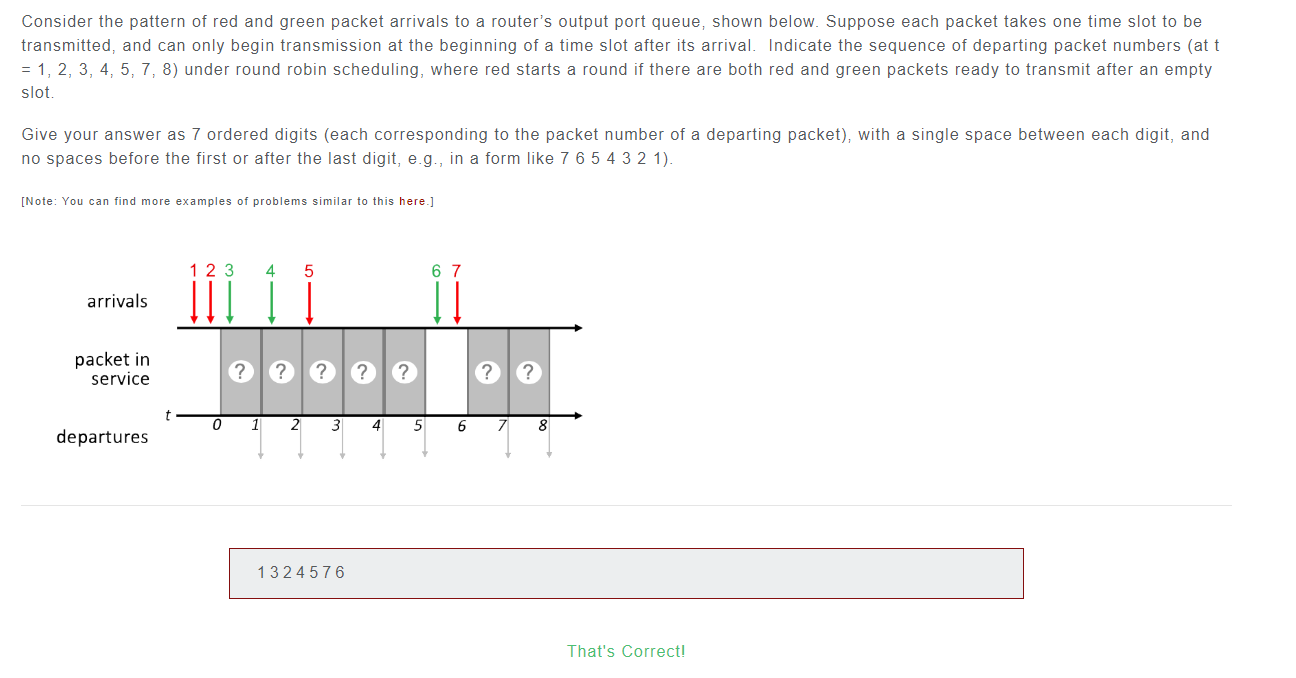 Consider the pattern of red and green packet arrivals to a router's output port queue, shown below. Suppose each packet takes one time slot to be
transmitted, and can only begin transmission at the beginning of a time slot after its arrival.  Indicate the sequence of departing packet numbers (at t
= 1, 2, 3, 4, 5, 7, 8) under round robin scheduling, where red starts a round if there are both red and green packets ready to transmit after an empty
slot.
Give your answer as 7 ordered digits (each corresponding to the packet number of a departing packet), with a single space between each digit, and
no spaces before the first or after the last digit, e.g., in a form like 7 6 5 4 3 2 1).
[Note: You can find more examples of problems similar to this here.]
1 2 3 4 5 6 7
arrivals
packet in
service
? ? ? ? ? ? ?
t
0 1 2 3 4 5 6 7 8
departures
1 3 2 4 5 7 6
That's Correct!